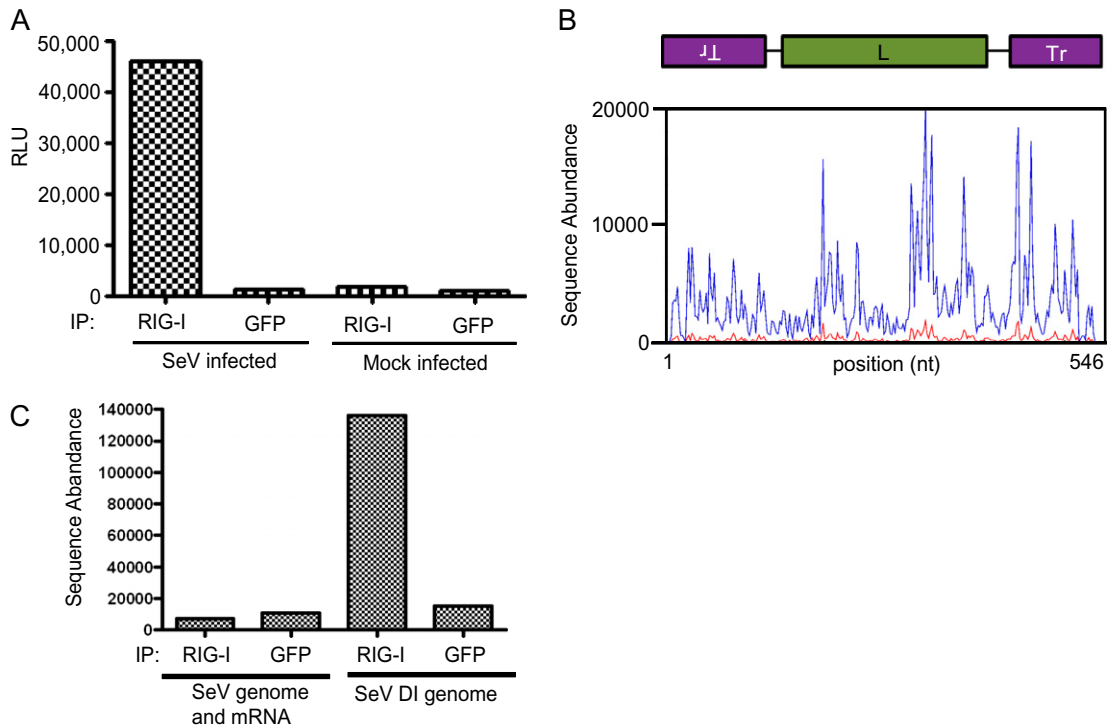 A
50,000
40,000
30,000
20,000
10,000
0
RLU
IP: RIG-I GFP RIG-I GFP
SeV infected Mock infected
B
Tr L Tr
20000
10000
0
Sequence Abundance
1 position (nt) 546
C
140000
120000
100000
80000
60000
40000
20000
0
Sequence Abandance
IP: RIG-I GFP RIG-I GFP
SeV genome SeV DI genome
and mRNA